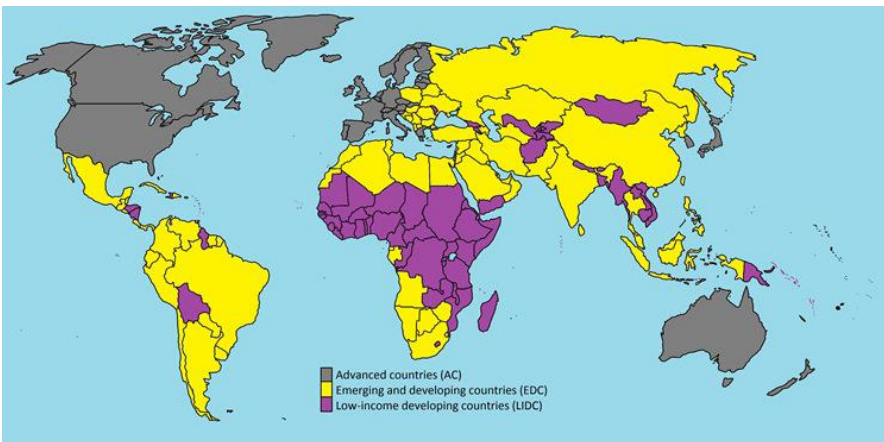 Advanced countries (AC)
Emerging and developing countries (EDC)
Low-income developing countries (LIDC)